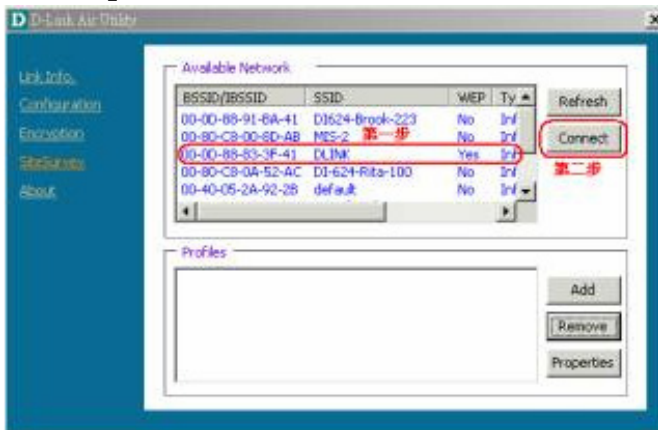 D D-Link Air Utility
Link Info.
Configuration
Encryption
SiteSurvey
About
Available Network
BSSID/IBSSID SSID WEP Ty
00-0D-88-91-8A-41 DI624-Brook-223 No Inf
00-80-C8-00-8D-AB MIS-2 第一步 No Inf
00-0D-88-83-3F-41 DLINK Yes Inf
00-80-C8-0A-52-AC DI-624-Rita-100 No Inf
00-40-05-2A-92-2B default No Inf
Refresh
Connect
第二步
Profiles
Add
Remove
Properties